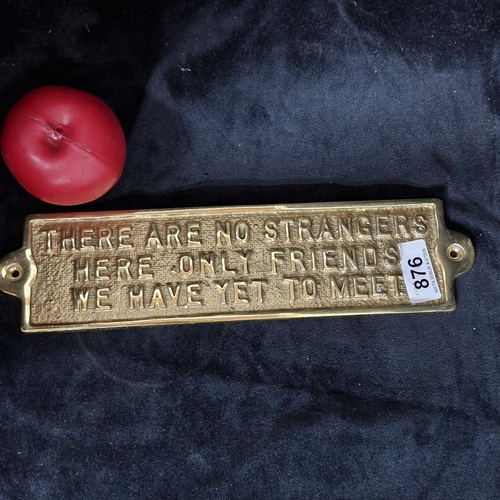 THERE ARE NO STRANGERS
HERE ONLY FRIENDS
WE HAVE YET TO MEET
876